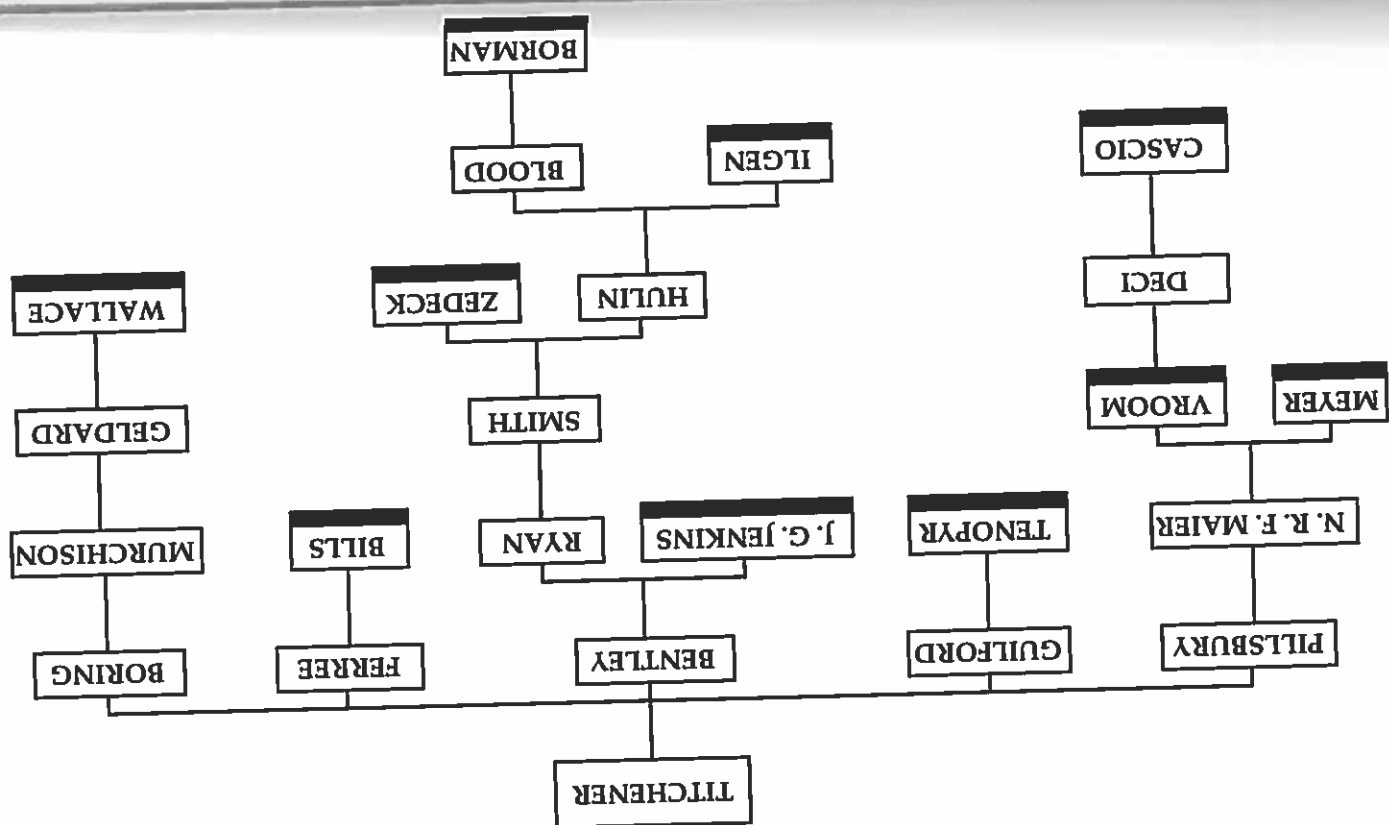 TITCHENER
PILLSBURY
GUILFORD
BENTLEY
FERREE
BORING
N. R. F. MAIER
TENOPYR
J. G. JENKINS
RYAN
BILLS
MURCHISON
MEYER
VROOM
SMITH
GELDARD
DECI
HULIN
ZEDECK
WALLACE
CASCIO
ILGEN
BLOOD
BORMAN